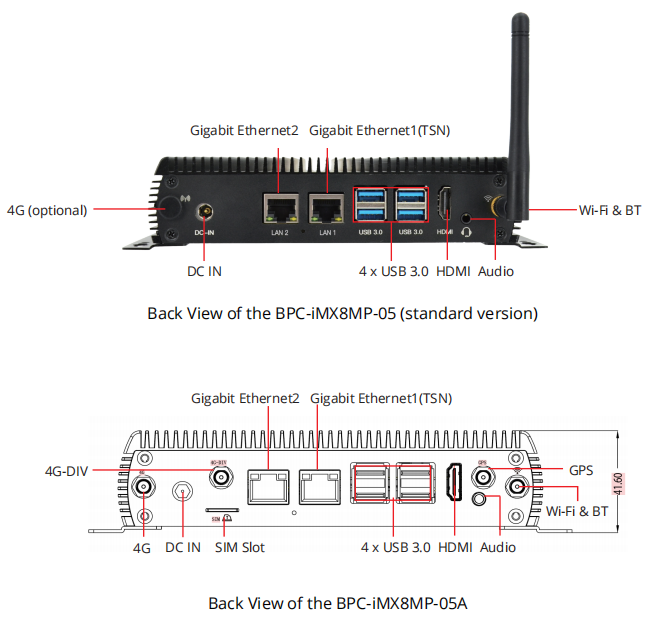 Gigabit Ethernet2 Gigabit Ethernet1(TSN)
4G (optional)
Wi-Fi & BT
DC-IN LAN 2 LAN 1 USB 3.0 USB 3.0 HDMI
DC IN 4 x USB 3.0 HDMI Audio
Back View of the BPC-iMX8MP-05 (standard version)
Gigabit Ethernet2 Gigabit Ethernet1(TSN)
4G-DIV 4G-DIV GPS GPS
4G
41.60
Wi-Fi & BT
SIM
4G DC IN SIM Slot 4 x USB 3.0 HDMI Audio
Back View of the BPC-iMX8MP-05A